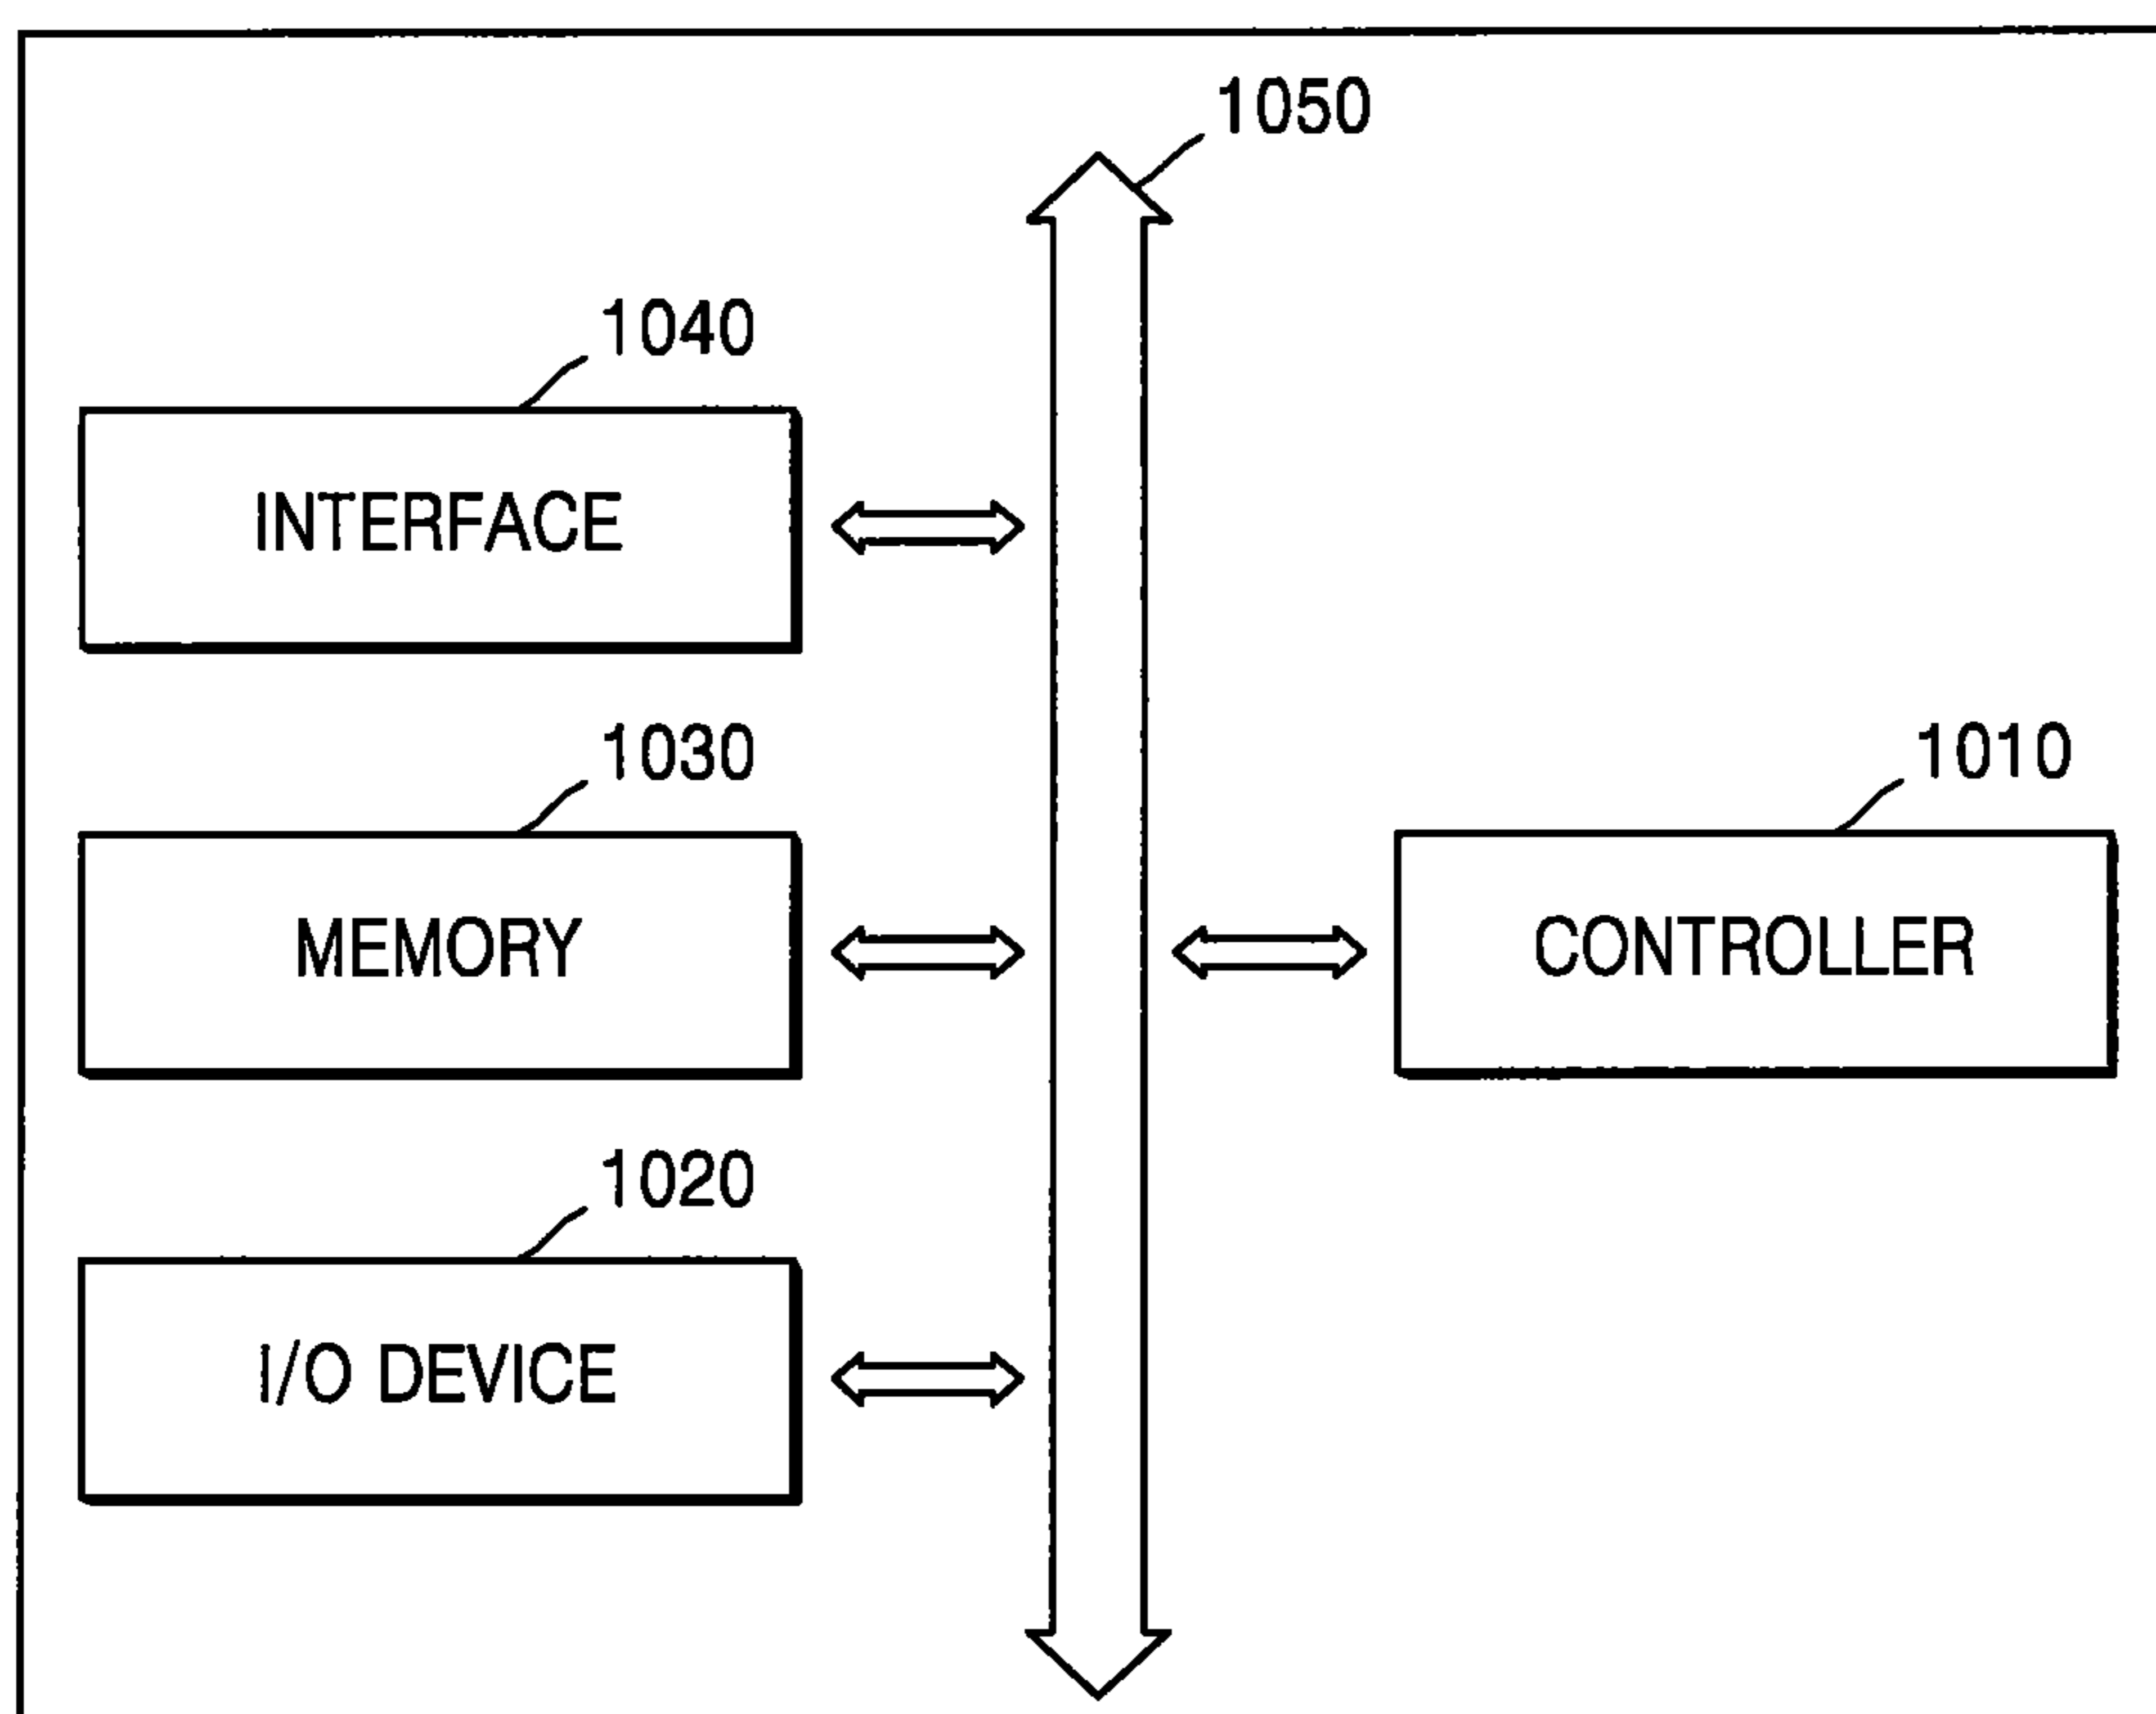 1050
1040
INTERFACE
1030
MEMORY
1010
CONTROLLER
1020
I/O DEVICE